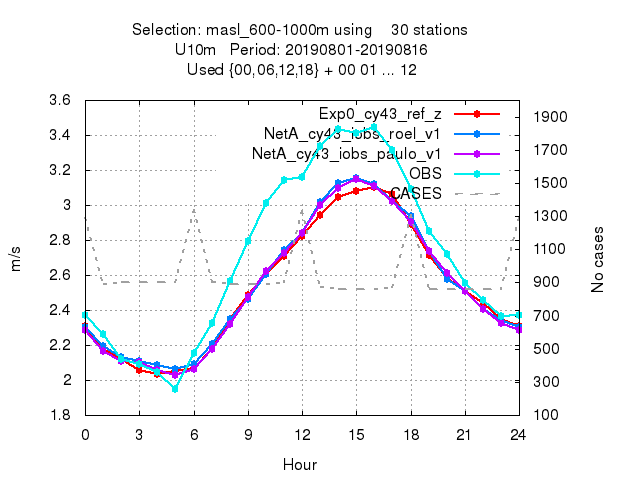 Selection: masl_600-1000m using 30 stations
U10m Period: 20190801-20190816
Used {00,06,12,18} + 00 01 ... 12
Exp0_cy43_ref_z
NetA_cy43_iobs_roel_v1
NetA_cy43_iobs_paulo_v1
OBS
CASES
3.6
3.4
3.2
3
2.8
2.6
2.4
2.2
2
1.8
m/s
1900
1700
1500
1300
1100
900
700
500
300
100
No cases
0 3 6 9 12 15 18 21 24
Hour